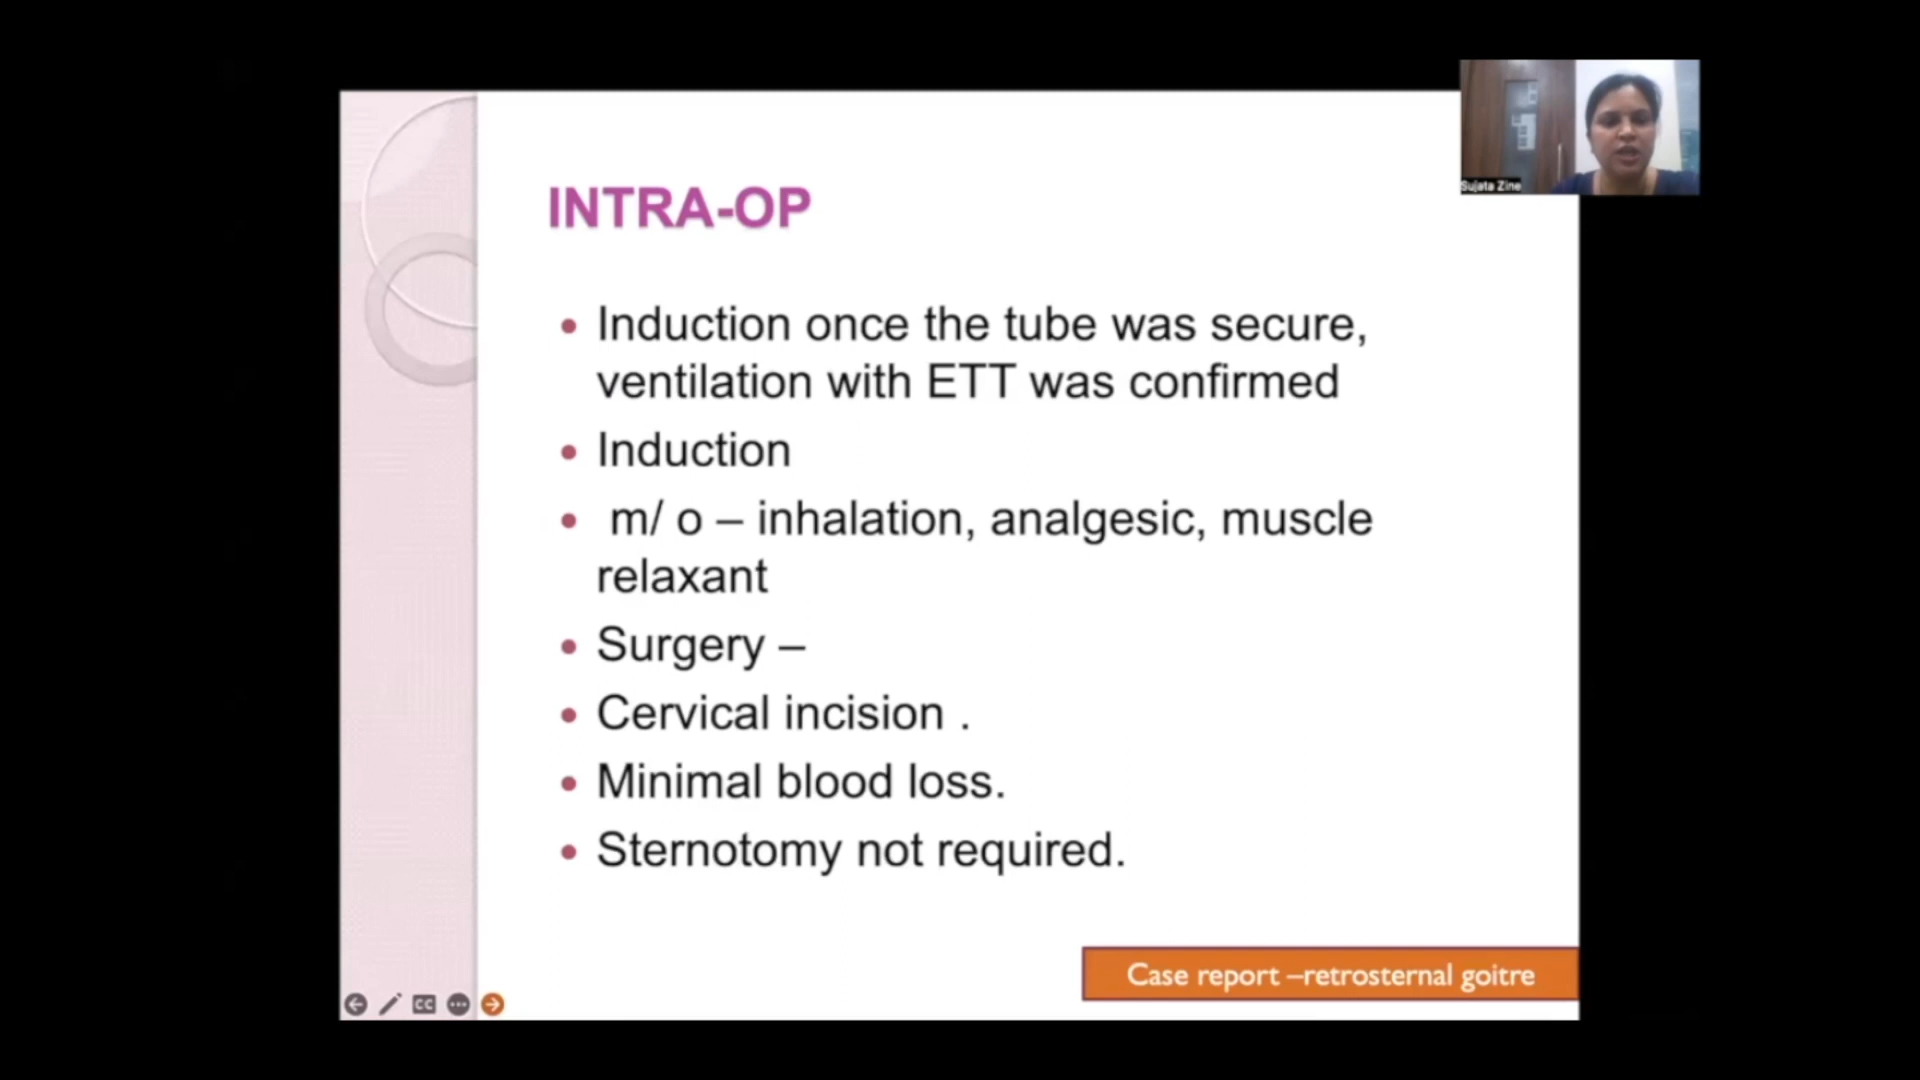 Sujata Zine
INTRA-OP
• Induction once the tube was secure,
ventilation with ETT was confirmed
• Induction
• m/ o – inhalation, analgesic, muscle
relaxant
• Surgery –
• Cervical incision .
• Minimal blood loss.
• Sternotomy not required.
Case report –retrosternal goitre
CC